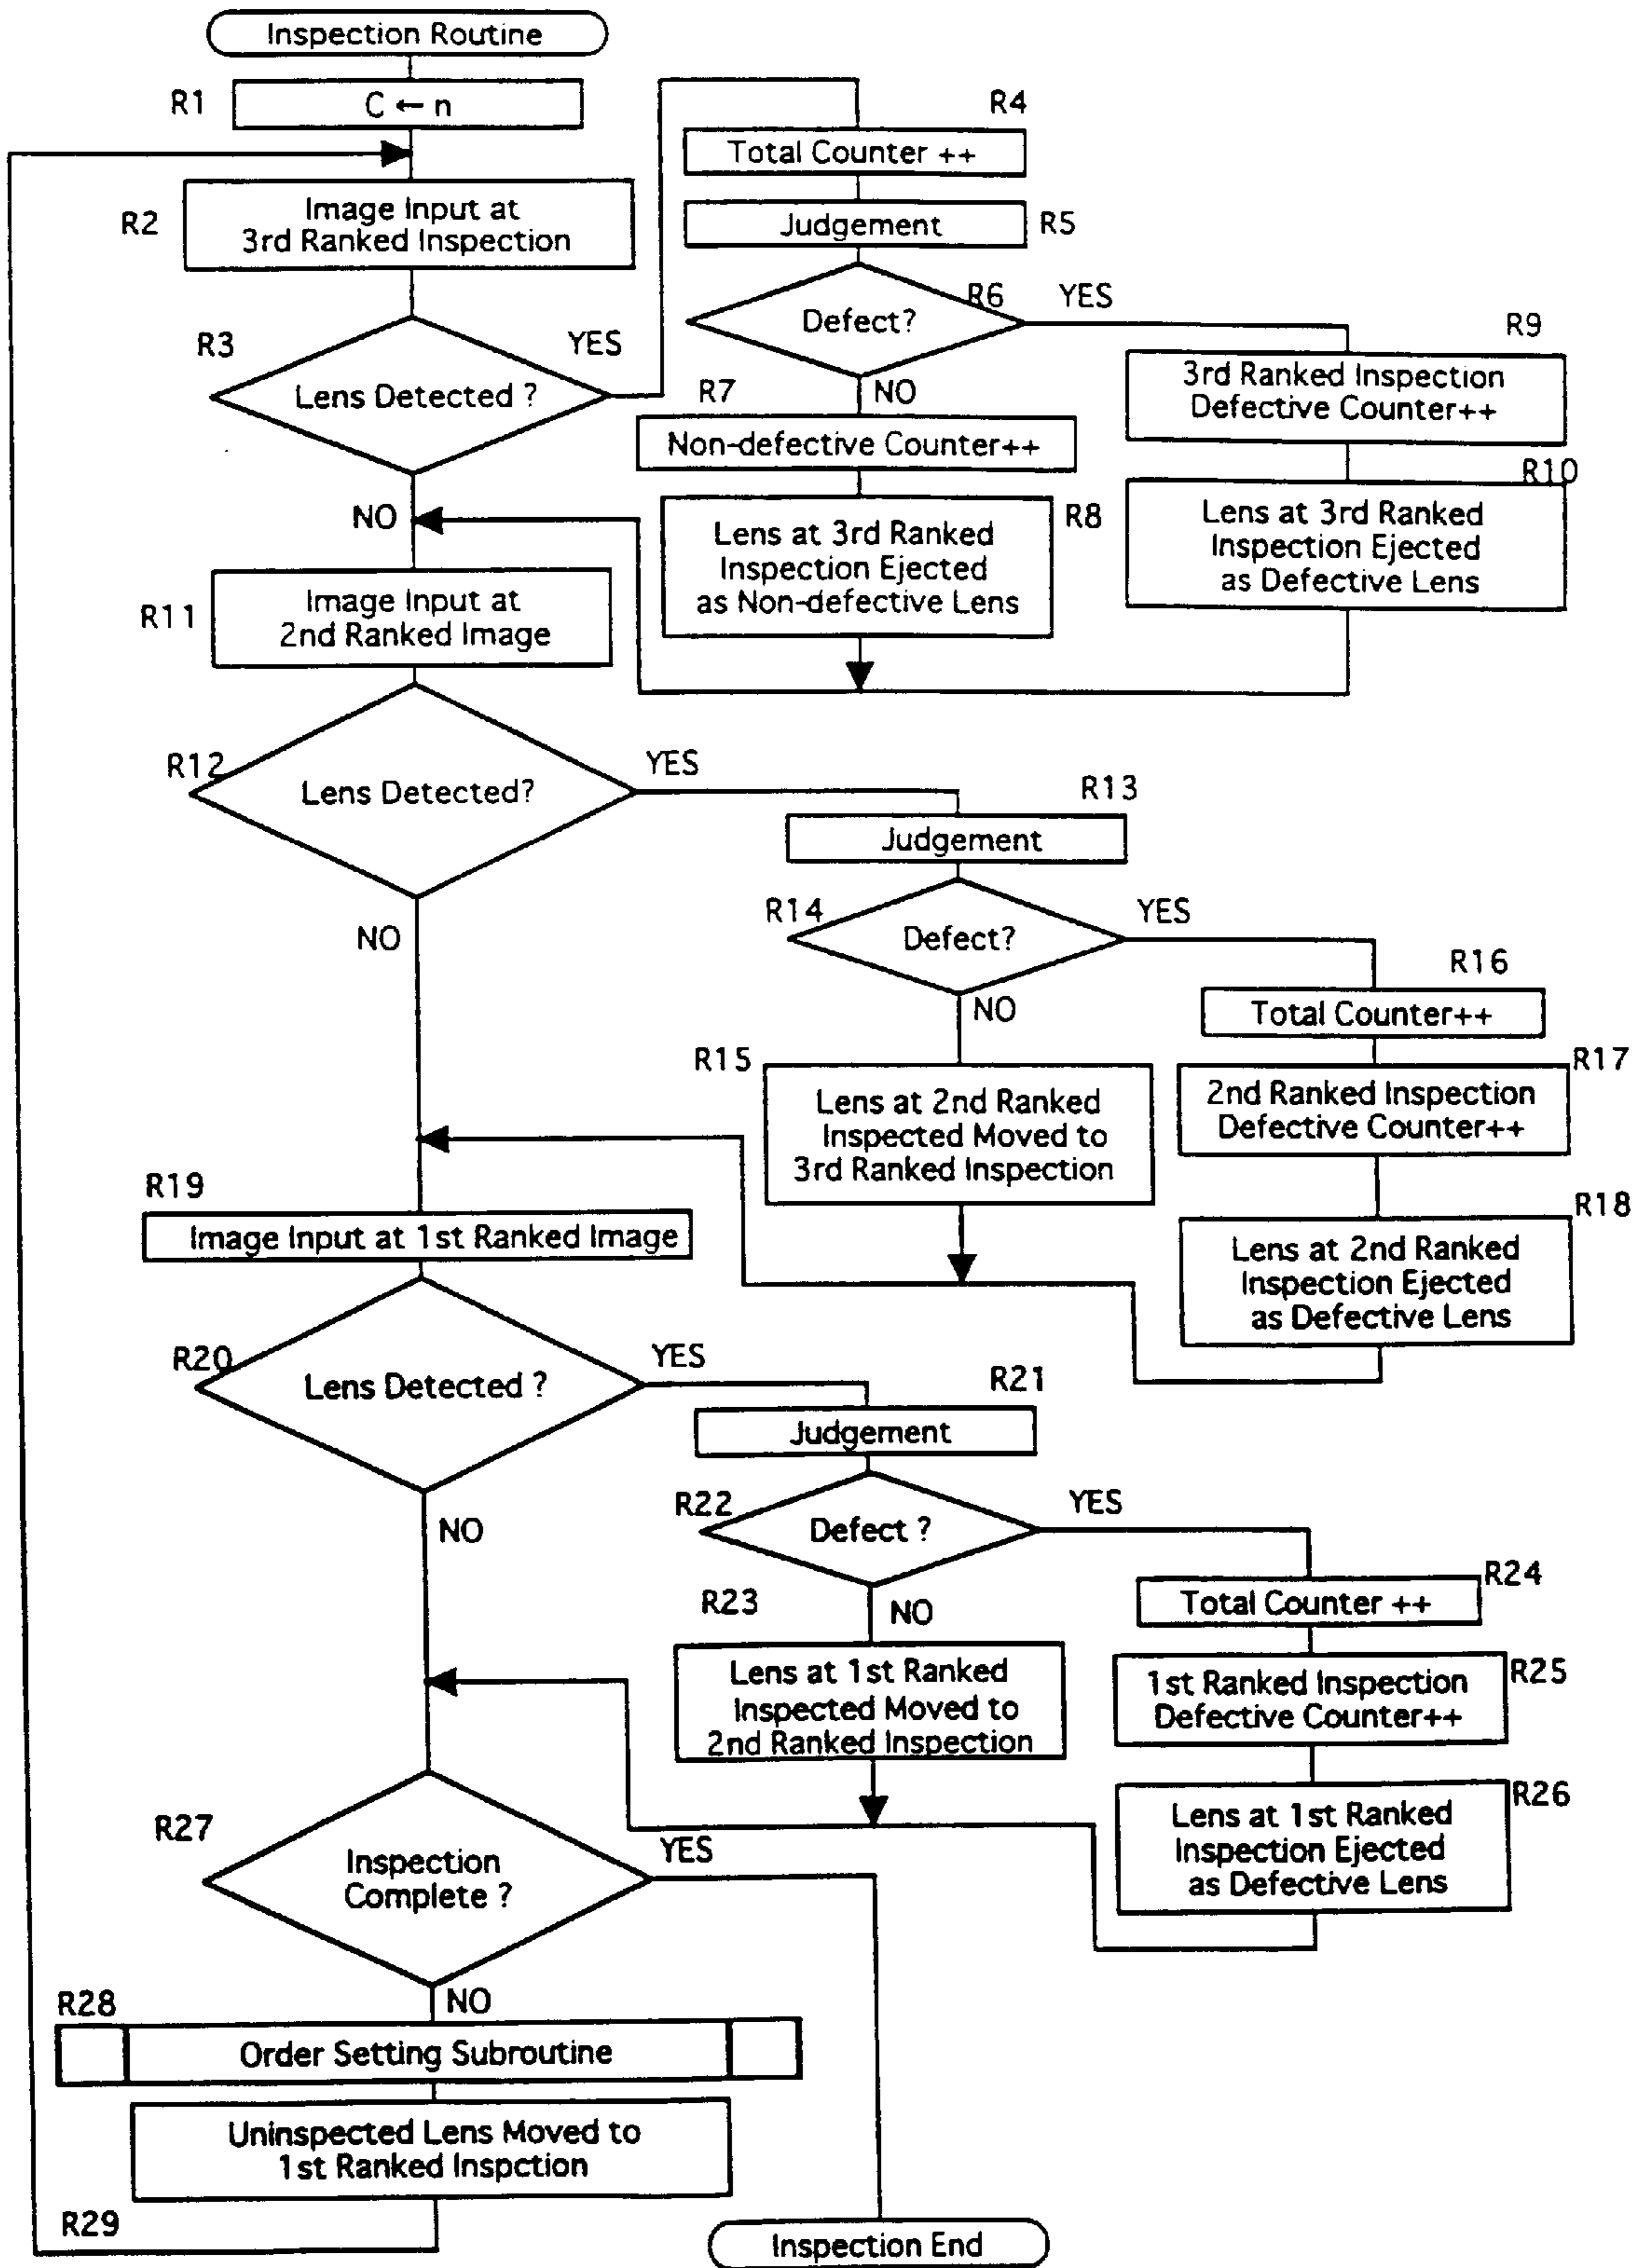 Inspection Routine
R1
C ← n
R2
Image Input at
3rd Ranked Inspection
R3
Lens Detected ?
YES
NO
R4
Total Counter ++
Judgement
R5
R6
Defect?
YES
NO
R7
Non-defective Counter++
Lens at 3rd Ranked
Inspection Ejected
as Non-defective Lens
R8
R9
3rd Ranked Inspection
Defective Counter++
R10
Lens at 3rd Ranked
Inspection Ejected
as Defective Lens
R11
Image Input at
2nd Ranked Image
R12
Lens Detected?
YES
NO
R13
Judgement
R14
Defect?
YES
NO
R15
Lens at 2nd Ranked
Inspected Moved to
3rd Ranked Inspection
R16
Total Counter++
R17
2nd Ranked Inspection
Defective Counter++
R18
Lens at 2nd Ranked
Inspection Ejected
as Defective Lens
R19
Image Input at 1st Ranked Image
R20
Lens Detected ?
YES
NO
R21
Judgement
R22
Defect ?
YES
NO
R23
Lens at 1st Ranked
Inspected Moved to
2nd Ranked Inspection
R24
Total Counter ++
R25
1st Ranked Inspection
Defective Counter++
R26
Lens at 1st Ranked
Inspection Ejected
as Defective Lens
R27
Inspection
Complete ?
YES
NO
R28
Order Setting Subroutine
Uninspected Lens Moved to
1st Ranked Inspction
R29
Inspection End